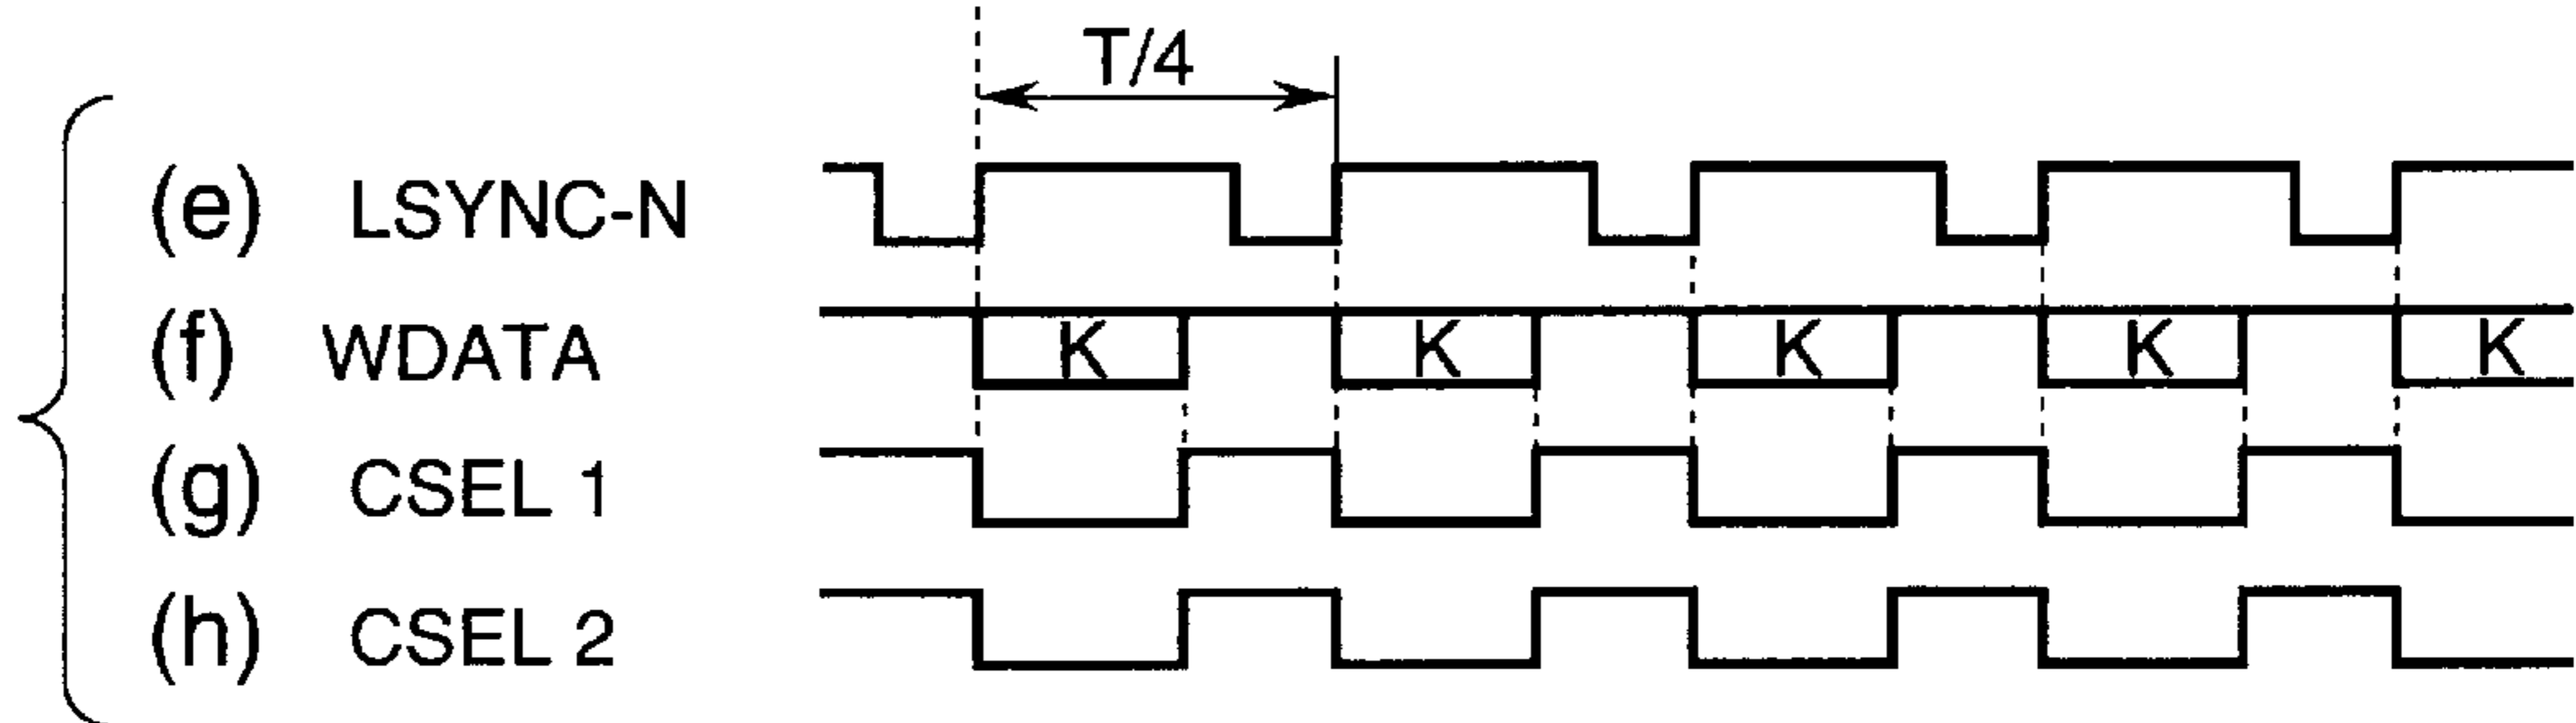 T/4
(e) LSYNC-N
(f) WDATA K K K K K
(g) CSEL 1
(h) CSEL 2